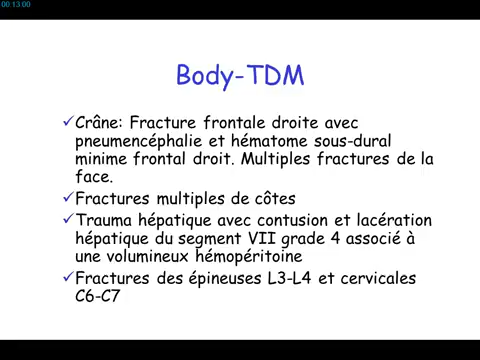 00:13:00
Body-TDM
✓Crâne: Fracture frontale droite avec
pneumencéphalie et hématome sous-dural
minime frontal droit. Multiples fractures de la
face.
✓Fractures multiples de côtes
✓Trauma hépatique avec contusion et lacération
hépatique du segment VII grade 4 associé à
une volumineux hémopéritoine
✓Fractures des épineuses L3-L4 et cervicales
C6-C7